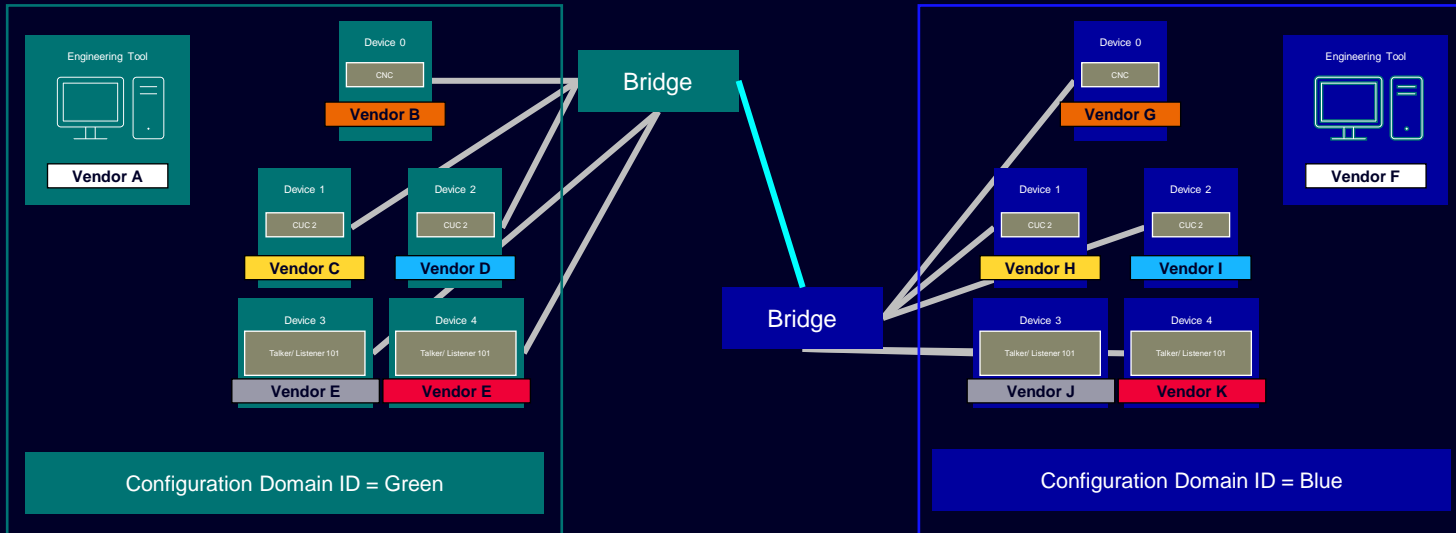 Engineering Tool
Vendor A
Device 0
CNC
Vendor B
Device 1
CUC 2
Vendor C
Device 2
CUC 2
Vendor D
Device 3
Talker/ Listener 101
Vendor E
Device 4
Talker/ Listener 101
Vendor E
Configuration Domain ID = Green
Bridge
Bridge
Device 0
CNC
Vendor G
Engineering Tool
Vendor F
Device 1
CUC 2
Vendor H
Device 2
CUC 2
Vendor I
Device 3
Talker/ Listener 101
Vendor J
Device 4
Talker/ Listener 101
Vendor K
Configuration Domain ID = Blue